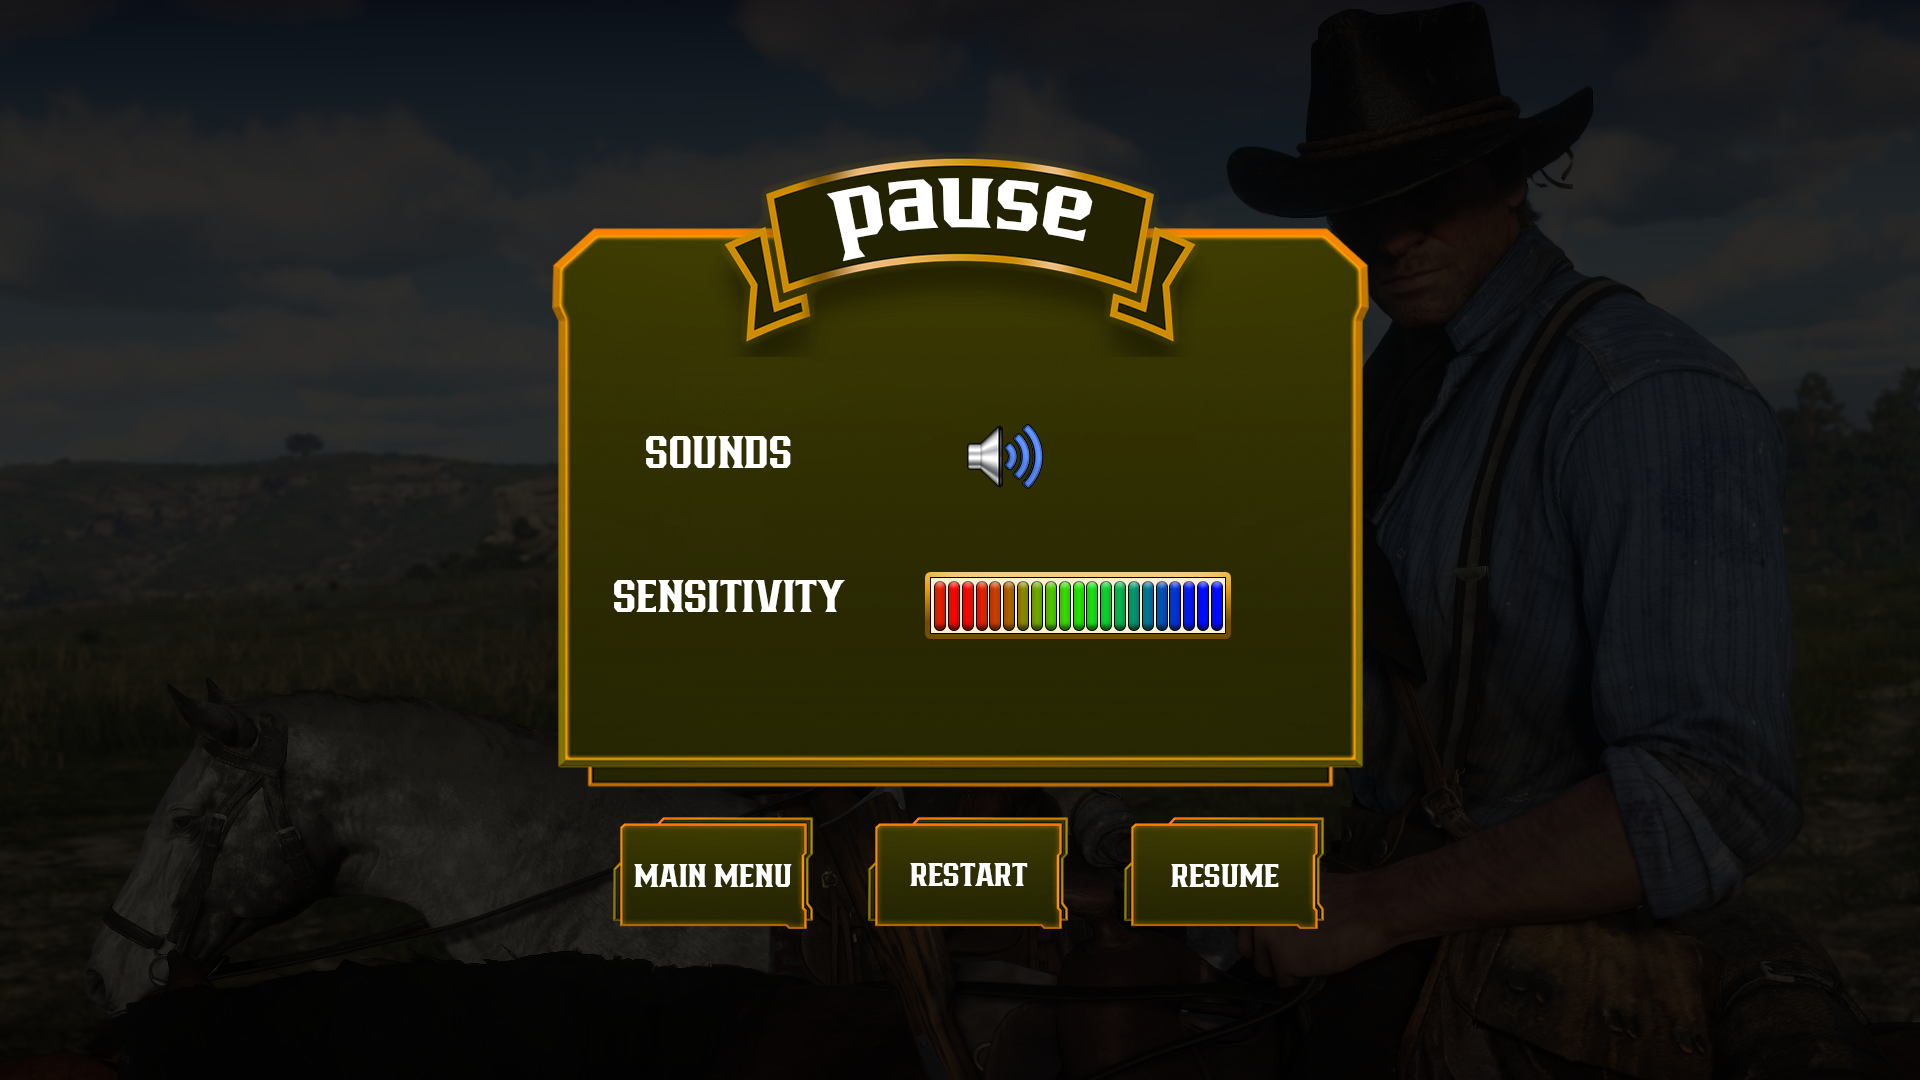 pause
SOUNDS
SENSITIVITY
MAIN MENU
RESTART
RESUME